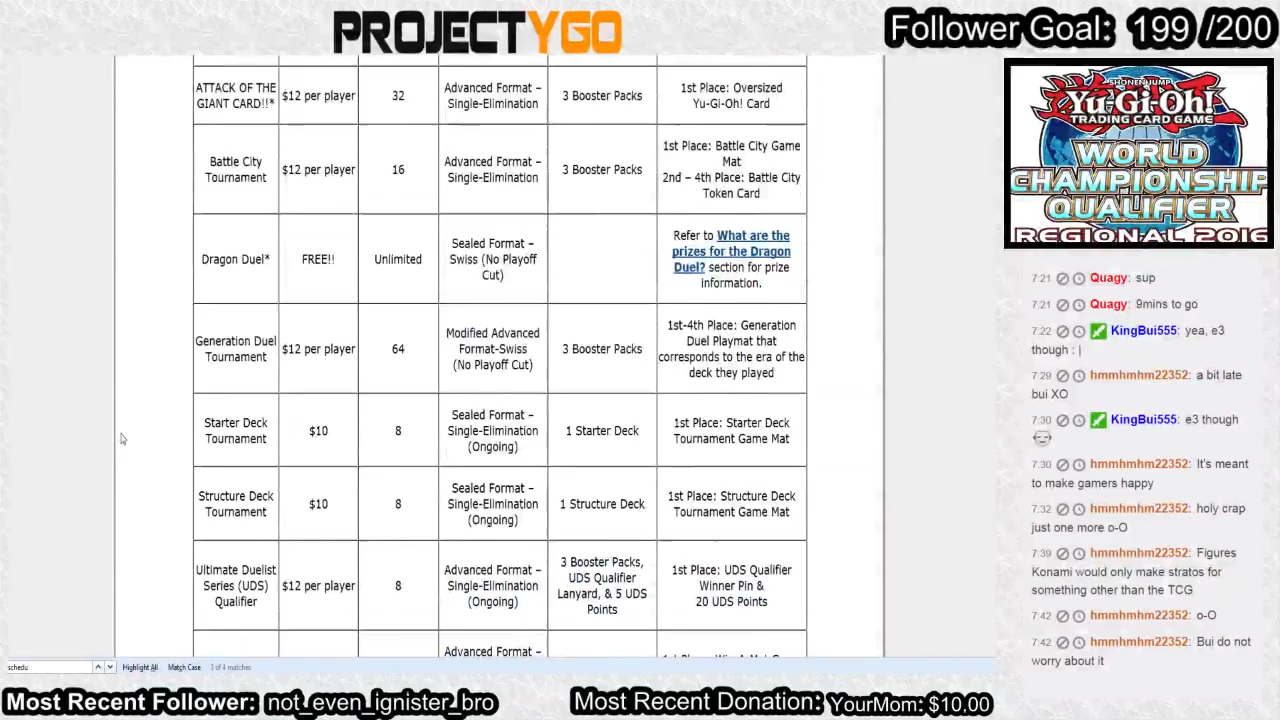 PROJECTYGO
Follower Goal: 199 /200
ATTACK OF THE
GIANT CARD!!*
$12 per player
32
Advanced Format –
Single-Elimination
3 Booster Packs
1st Place: Oversized
Yu-Gi-Oh! Card
Battle City
Tournament
$12 per player
16
Advanced Format –
Single-Elimination
3 Booster Packs
1st Place: Battle City Game
Mat
2nd – 4th Place: Battle City
Token Card
Dragon Duel*
FREE!!
Unlimited
Sealed Format –
Swiss (No Playoff
Cut)
Refer to What are the
prizes for the Dragon
Duel? section for prize
information.
Generation Duel
Tournament
$12 per player
64
Modified Advanced
Format-Swiss
(No Playoff Cut)
3 Booster Packs
1st-4th Place: Generation
Duel Playmat that
corresponds to the era of the
deck they played
Starter Deck
Tournament
$10
8
Sealed Format –
Single-Elimination
(Ongoing)
1 Starter Deck
1st Place: Starter Deck
Tournament Game Mat
Structure Deck
Tournament
$10
8
Sealed Format –
Single-Elimination
(Ongoing)
1 Structure Deck
1st Place: Structure Deck
Tournament Game Mat
Ultimate Duelist
Series (UDS)
Qualifier
$12 per player
8
Advanced Format –
Single-Elimination
(Ongoing)
3 Booster Packs,
UDS Qualifier
Lanyard, & 5 UDS
Points
1st Place: UDS Qualifier
Winner Pin &
20 UDS Points
Advanced Format –
schedu
Highlight All
Match Case
3 of 4 matches
SHONEN JUMP
Yu-Gi-Oh!
TRADING CARD GAME
WORLD
CHAMPIONSHIP
QUALIFIER
REGIONAL 2016
7:21 Quagy: sup
7:21 Quagy: 9mins to go
7:22 KingBui555: yea, e3
though : |
7:29 hmmhmhm22352: a bit late
bui XO
7:30 KingBui555: e3 though
7:30 hmmhmhm22352: It's meant
to make gamers happy
7:32 hmmhmhm22352: holy crap
just one more o-O
7:39 hmmhmhm22352: Figures
Konami would only make stratos for
something other than the TCG
7:42 hmmhmhm22352: o-O
7:42 hmmhmhm22352: Bui do not
worry about it
Most Recent Follower: not_even_ignister_bro
Most Recent Donation: YourMom: $10.00